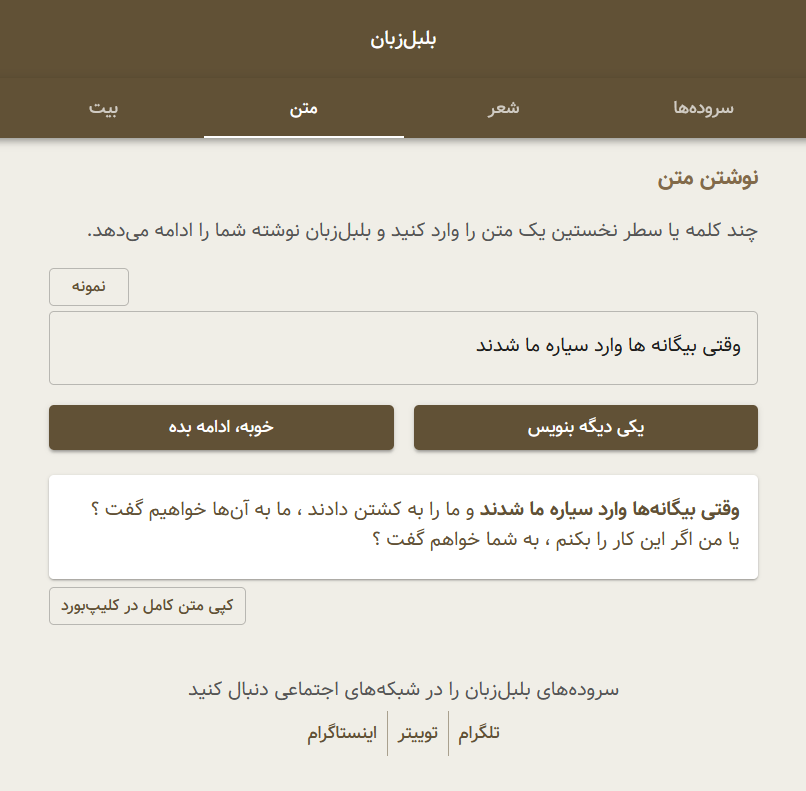 بلبل‌زبان
سروده‌ها شعر متن بیت
نوشتن متن
چند کلمه یا سطر نخستین یک متن را وارد کنید و بلبل‌زبان نوشته شما را ادامه می‌دهد.
نمونه
وقتی بیگانه ها وارد سیاره ما شدند
یکی دیگه بنویس خوبه، ادامه بده
وقتی بیگانه‌ها وارد سیاره ما شدند و ما را به کشتن دادند ، ما به آن‌ها خواهیم گفت ؟
یا من اگر این کار را بکنم ، به شما خواهم گفت ؟
کپی متن کامل در کلیپ‌بورد
سروده‌های بلبل‌زبان را در شبکه‌های اجتماعی دنبال کنید
تلگرام توییتر اینستاگرام